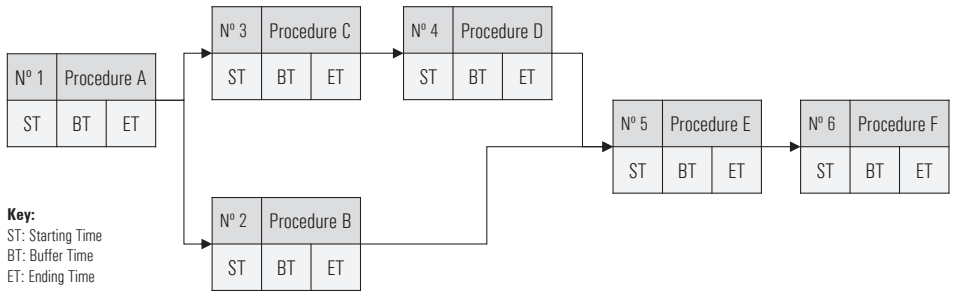 Nº 1 Procedure A
ST BT ET
Nº 3 Procedure C
ST BT ET
Nº 4 Procedure D
ST BT ET
Nº 2 Procedure B
ST BT ET
Nº 5 Procedure E
ST BT ET
Nº 6 Procedure F
ST BT ET
Key:
ST: Starting Time
BT: Buffer Time
ET: Ending Time